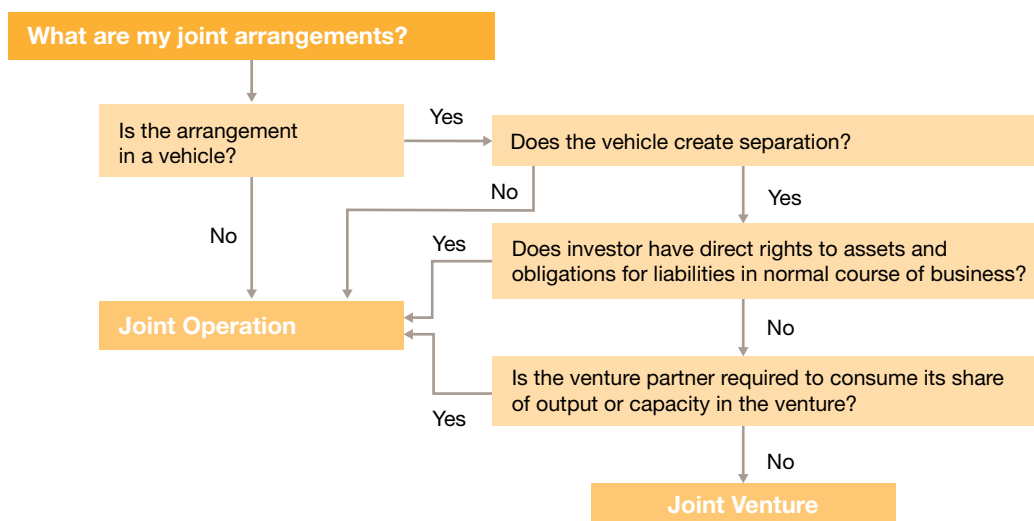 What are my joint arrangements?
Is the arrangement
in a vehicle?
Yes
Does the vehicle create separation?
No
Yes
No
Does investor have direct rights to assets and
obligations for liabilities in normal course of business?
Yes
Joint Operation
No
Is the venture partner required to consume its share
of output or capacity in the venture?
Yes
No
Joint Venture